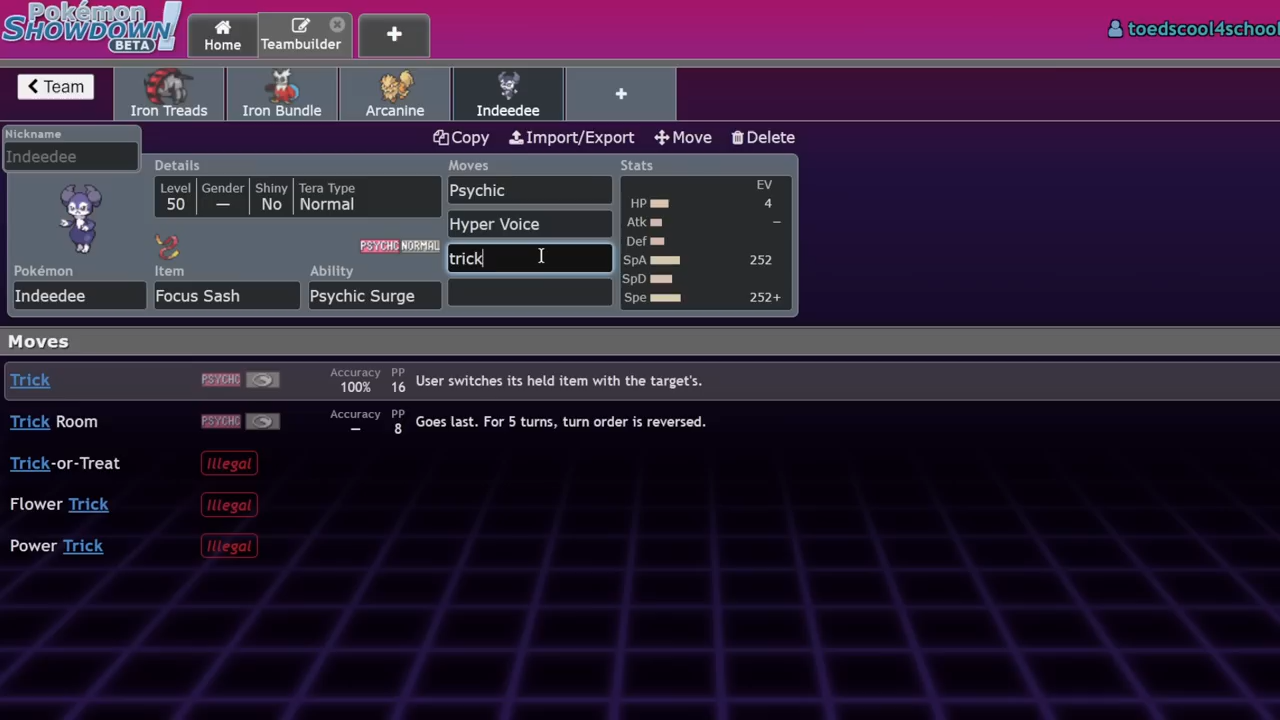 Pokémon
SHOWDOWN!
BETA
Home
Teambuilder
+
toedscool4school
Team
Iron Treads
Iron Bundle
Arcanine
Indeedee
+
Nickname
Indeedee
Copy
Import/Export
Move
Delete
Details
Moves
Stats
Level
Gender
Shiny
Tera Type
50
—
No
Normal
PSYCHC
NORMAL
Pokémon
Item
Ability
Indeedee
Focus Sash
Psychic Surge
Psychic
Hyper Voice
trick
EV
HP 4
Atk –
Def
SpA 252
SpD
Spe 252+
Moves
Trick PSYCHC Accuracy 100% PP 16 User switches its held item with the target's.
Trick Room PSYCHC Accuracy — PP 8 Goes last. For 5 turns, turn order is reversed.
Trick-or-Treat Illegal
Flower Trick Illegal
Power Trick Illegal